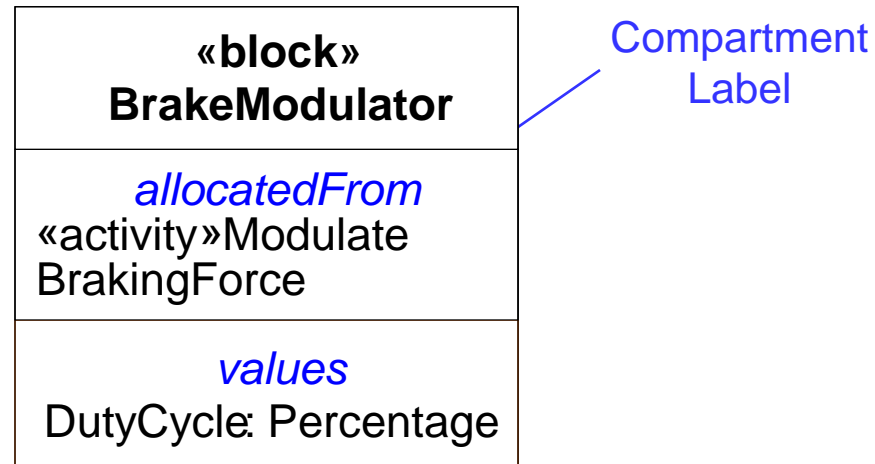 «block»
BrakeModulator
Compartment
Label
allocatedFrom
«activity»Modulate
BrakingForce
values
DutyCycle: Percentage